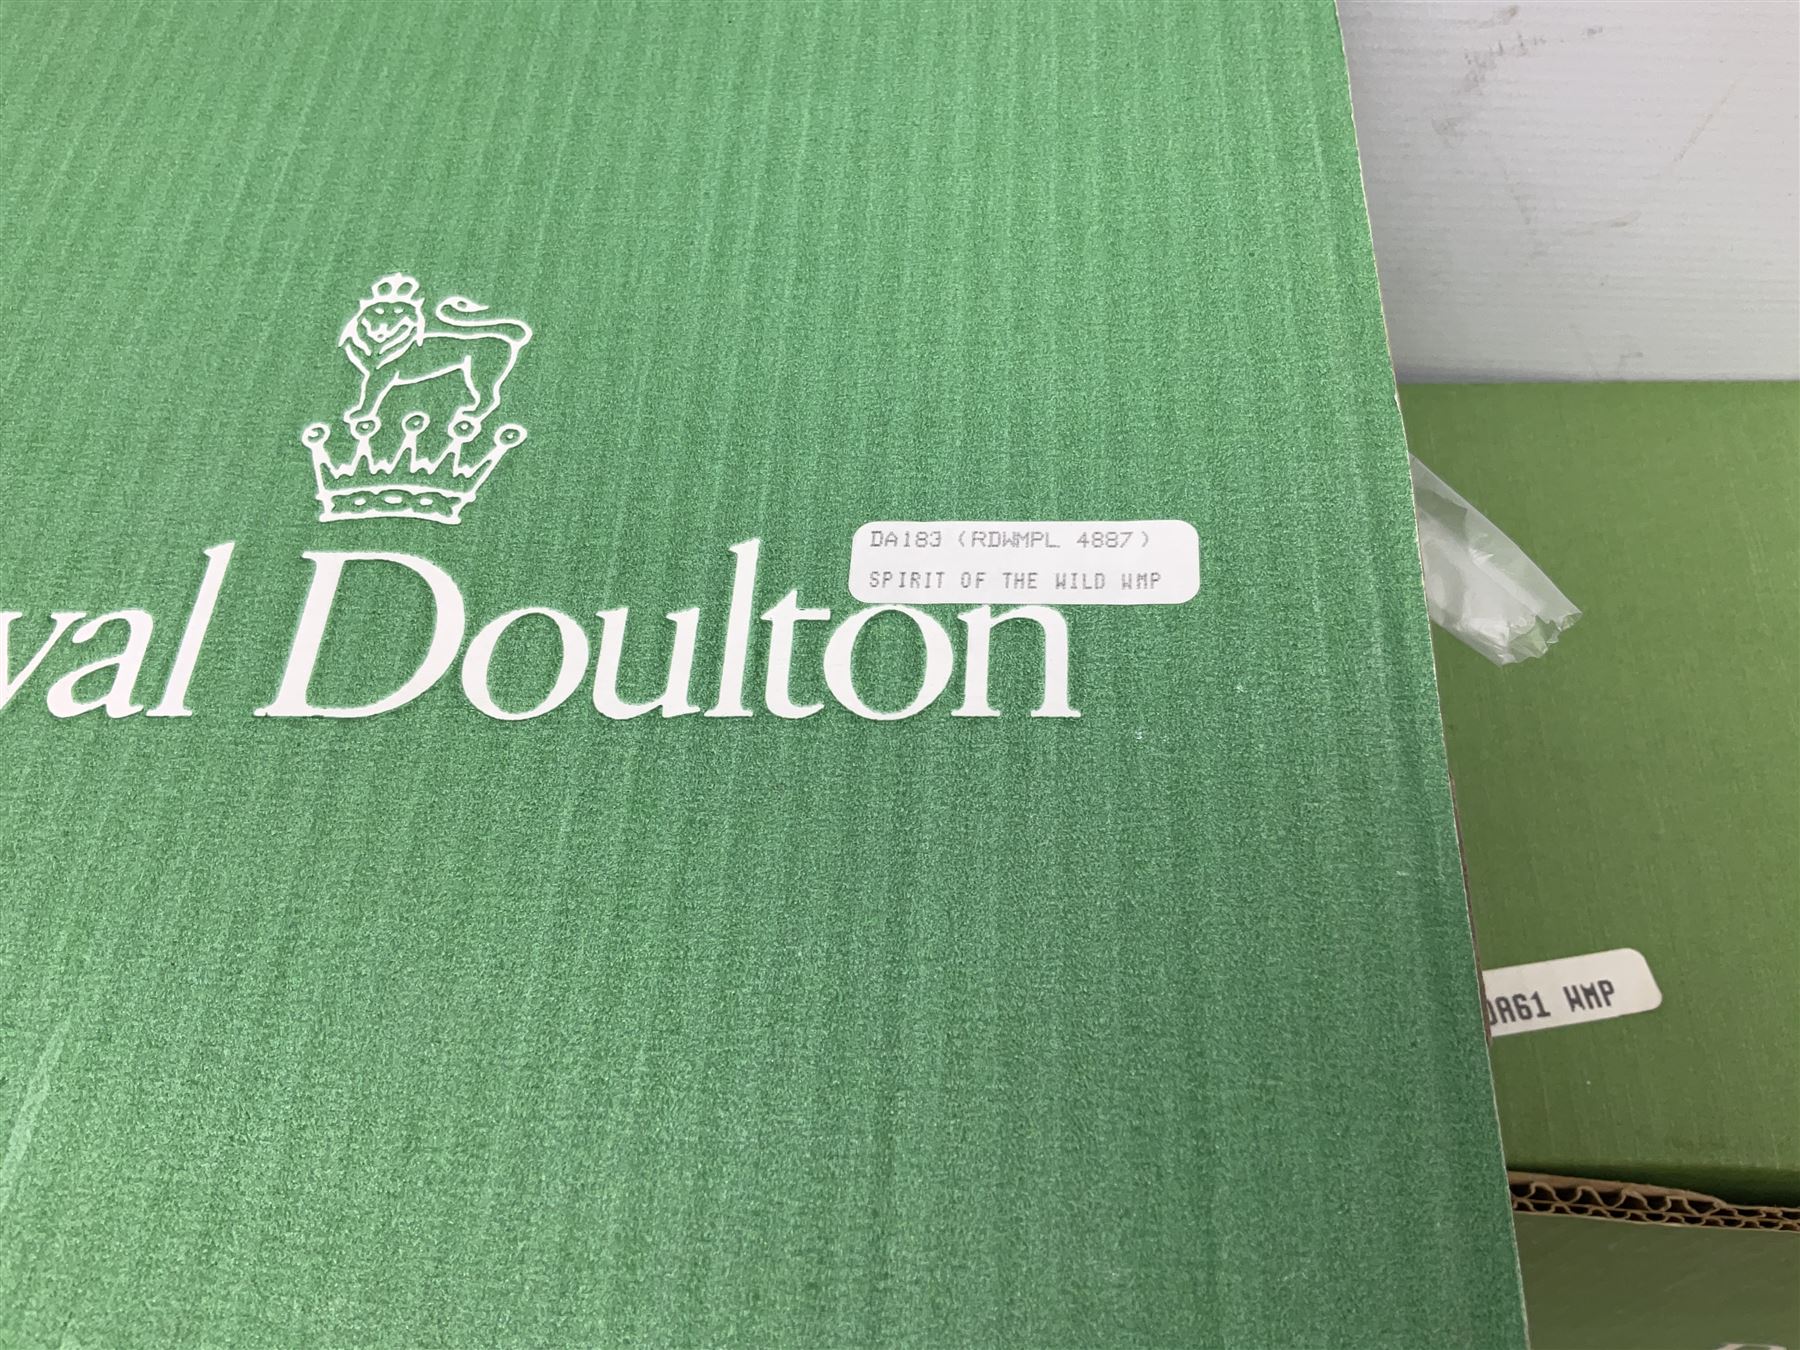 DA183 (RDWMPL 4887)
SPIRIT OF THE WILD WMP
yal Doulton
DA61 WMP